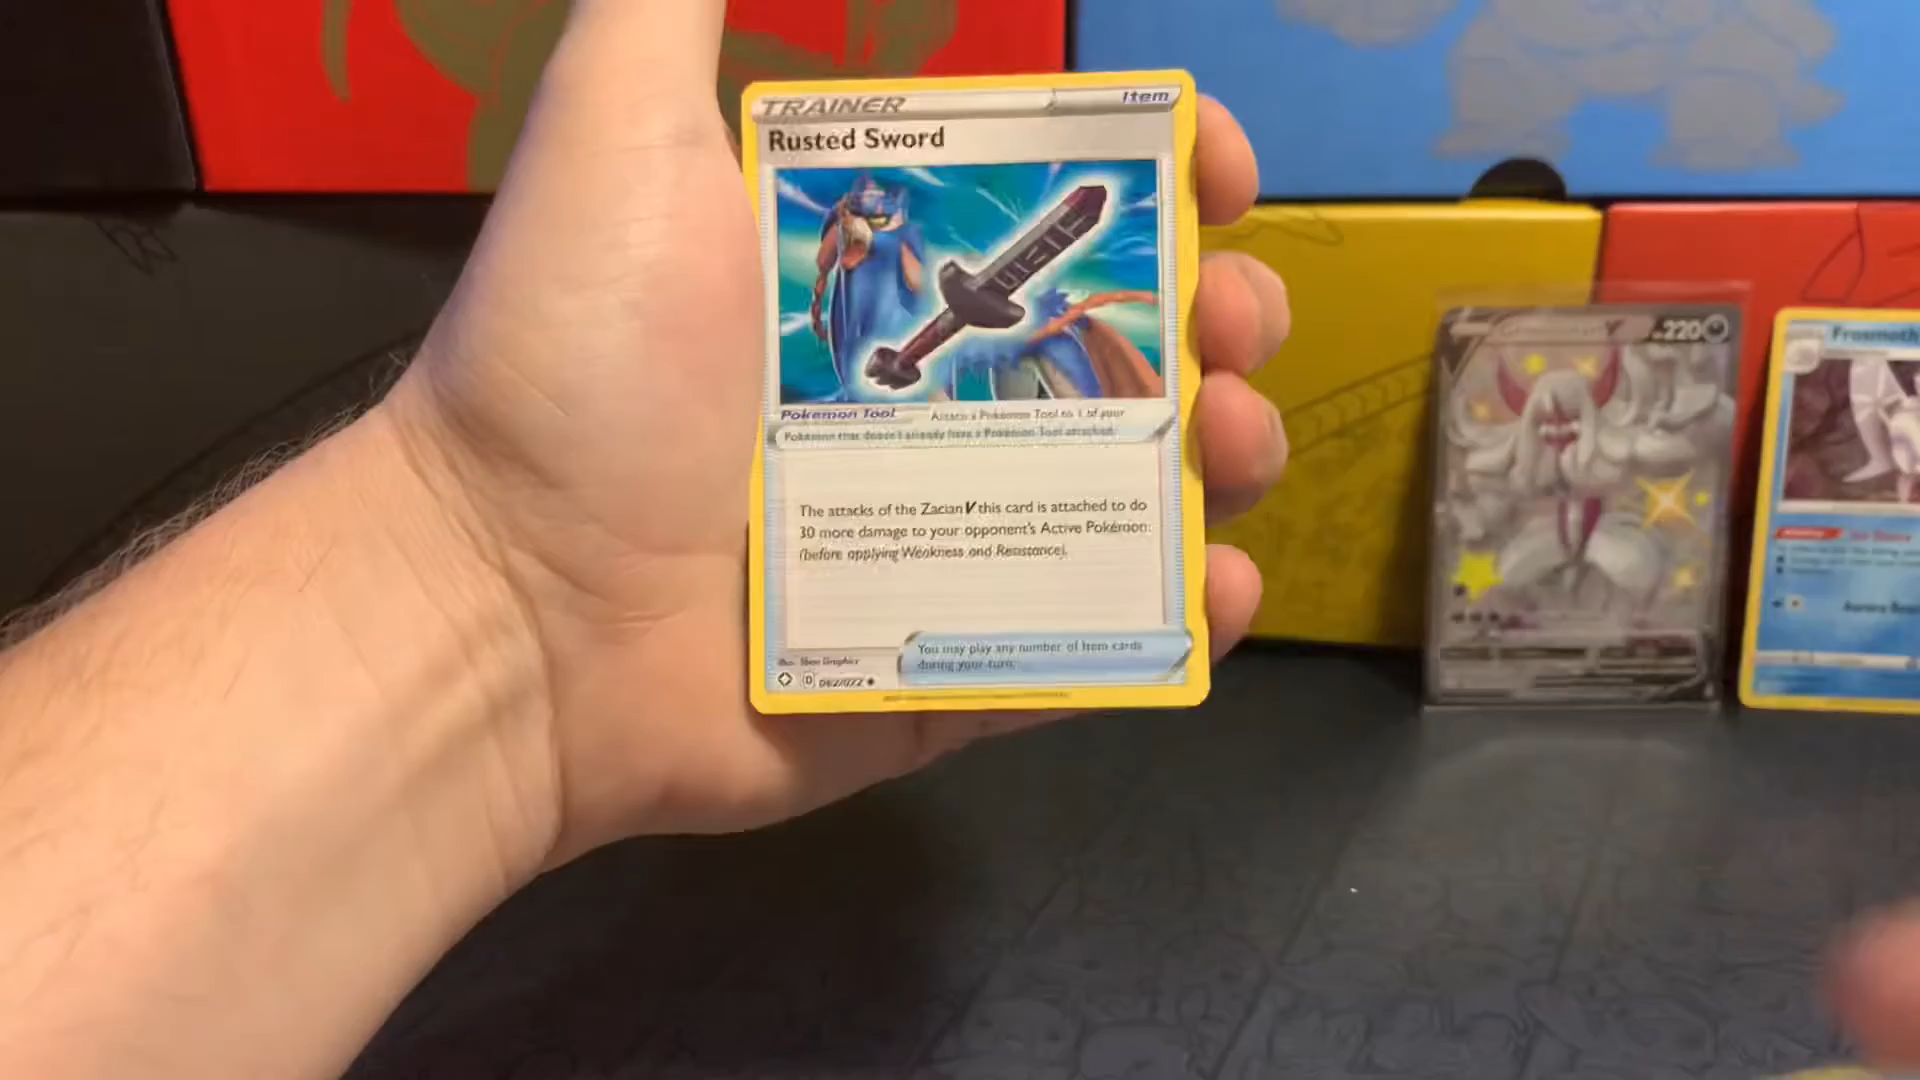 TRAINER
Item
Rusted Sword
Pokémon Tool
Attach a Pokémon Tool to 1 of your
Pokémon that doesn't already have a Pokémon Tool attached.
The attacks of the Zacian V this card is attached to do
30 more damage to your opponent's Active Pokémon
(before applying Weakness and Resistance).
You may play any number of Item cards
during your turn.
D 062/072
220
Frosmoth